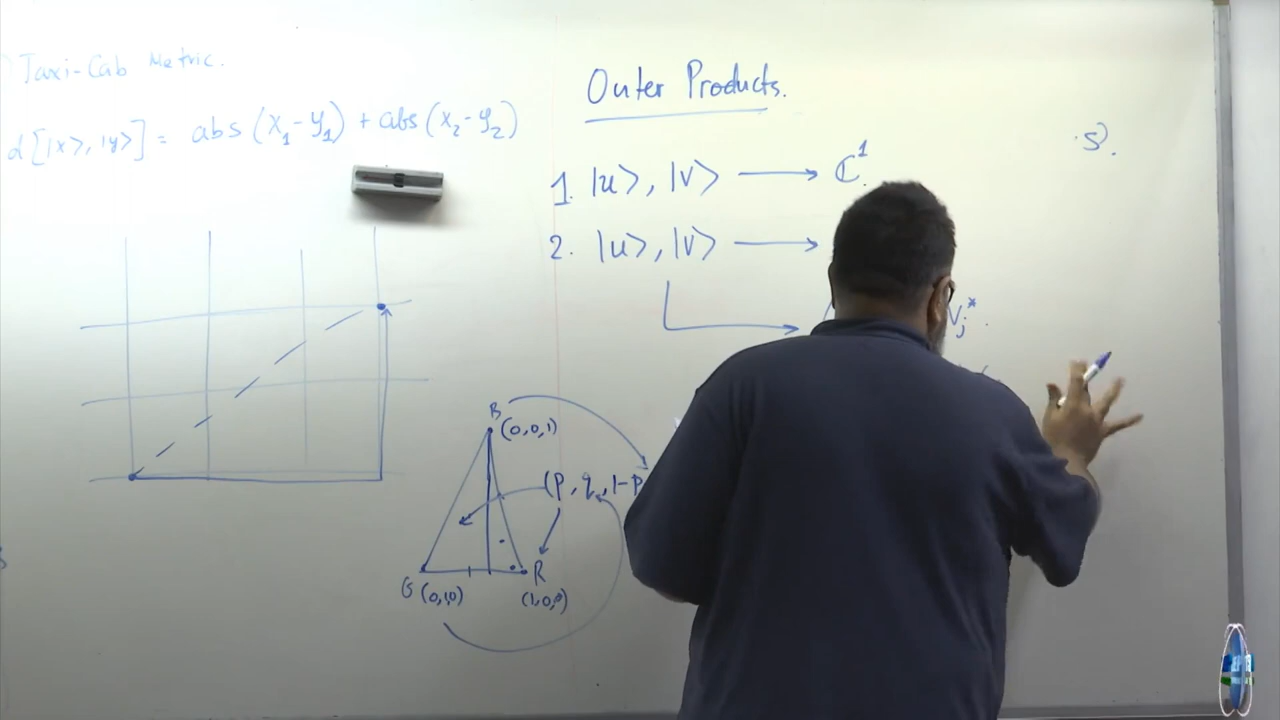 Taxi-Cab Metric.
d[|x>, |y>] = abs(x₁-y₁) + abs(x₂-y₂)
Outer Products.
1. |u>, |v> ⟶ ℂ¹
2. |u>, |v> ⟶
Vⱼ*.
.S).
B
(0,0,1)
(p, q, 1-p
G (0,1,0)
R
(1,0,0)